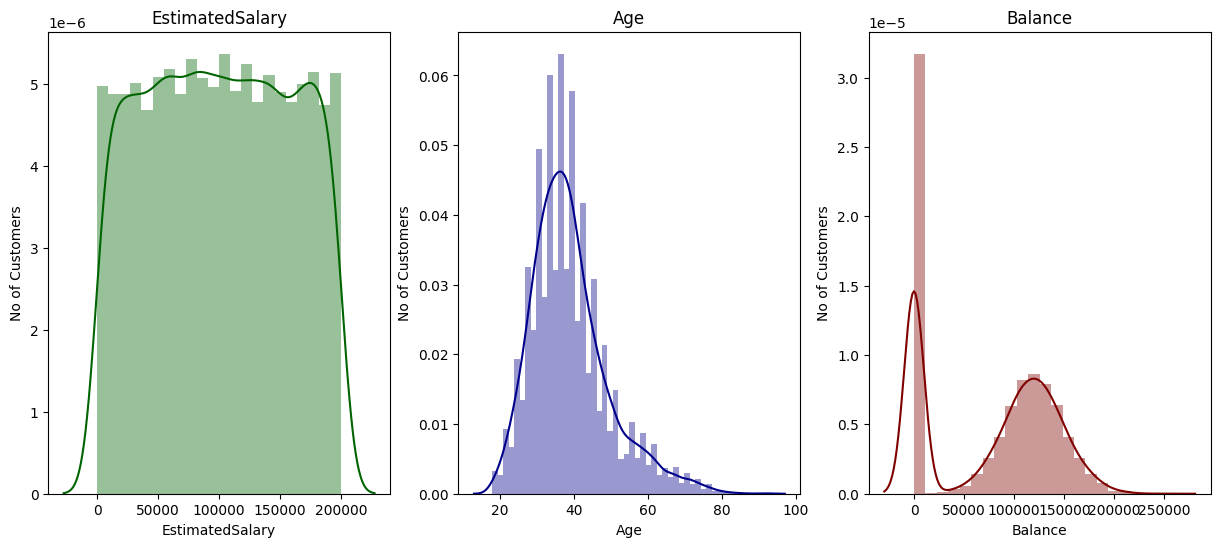 EstimatedSalary
1e−6
No of Customers
5
4
3
2
1
0
0 50000 100000 150000 200000
EstimatedSalary
Age
No of Customers
0.06
0.05
0.04
0.03
0.02
0.01
0.00
20 40 60 80 100
Age
Balance
1e−5
No of Customers
3.0
2.5
2.0
1.5
1.0
0.5
0.0
0 50000 100000 150000 200000 250000
Balance